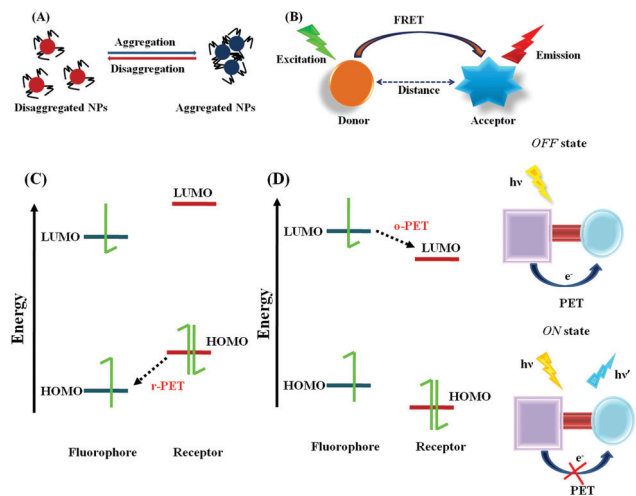 (A)
Aggregation
Disaggregation
Disaggregated NPs
Aggregated NPs
(B)
FRET
Excitation
Emission
Distance
Donor
Acceptor
(C)
LUMO
LUMO
Energy
HOMO
r-PET
HOMO
Fluorophore
Receptor
(D)
o-PET
LUMO
LUMO
Energy
HOMO
HOMO
Fluorophore
Receptor
OFF state
hν
e-
PET
ON state
hν
hν'
e-
PET